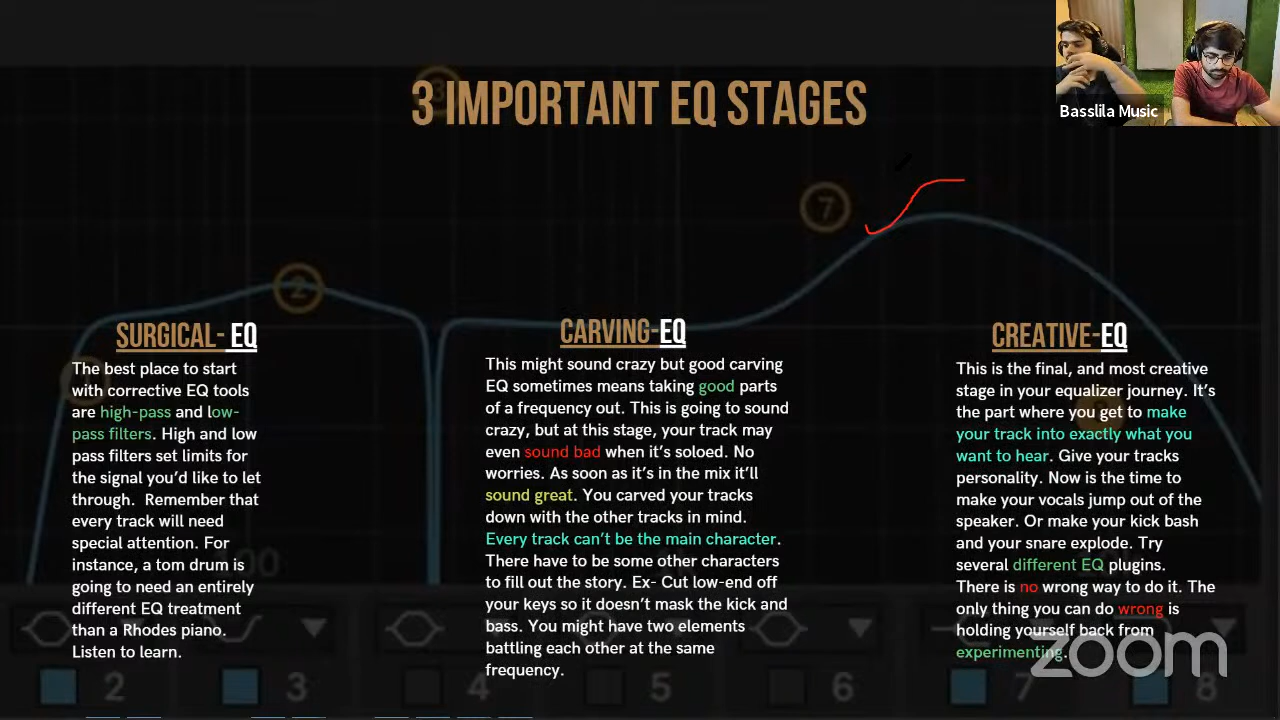 Basslila Music
3 IMPORTANT EQ STAGES
7
2
SURGICAL- EQ
The best place to start
with corrective EQ tools
are high-pass and low-
pass filters. High and low
pass filters set limits for
the signal you'd like to let
through.  Remember that
every track will need
special attention. For
instance, a tom drum is
going to need an entirely
different EQ treatment
than a Rhodes piano.
Listen to learn.
CARVING-EQ
This might sound crazy but good carving
EQ sometimes means taking good parts
of a frequency out. This is going to sound
crazy, but at this stage, your track may
even sound bad when it's soloed. No
worries. As soon as it's in the mix it'll
sound great. You carved your tracks
down with the other tracks in mind.
Every track can't be the main character.
There have to be some other characters
to fill out the story. Ex- Cut low-end off
your keys so it doesn't mask the kick and
bass. You might have two elements
battling each other at the same
frequency.
CREATIVE-EQ
This is the final, and most creative
stage in your equalizer journey. It's
the part where you get to make
your track into exactly what you
want to hear. Give your tracks
personality. Now is the time to
make your vocals jump out of the
speaker. Or make your kick bash
and your snare explode. Try
several different EQ plugins.
There is no wrong way to do it. The
only thing you can do wrong is
holding yourself back from
experimenting.
zoom
2 3 4 5 6 7 8